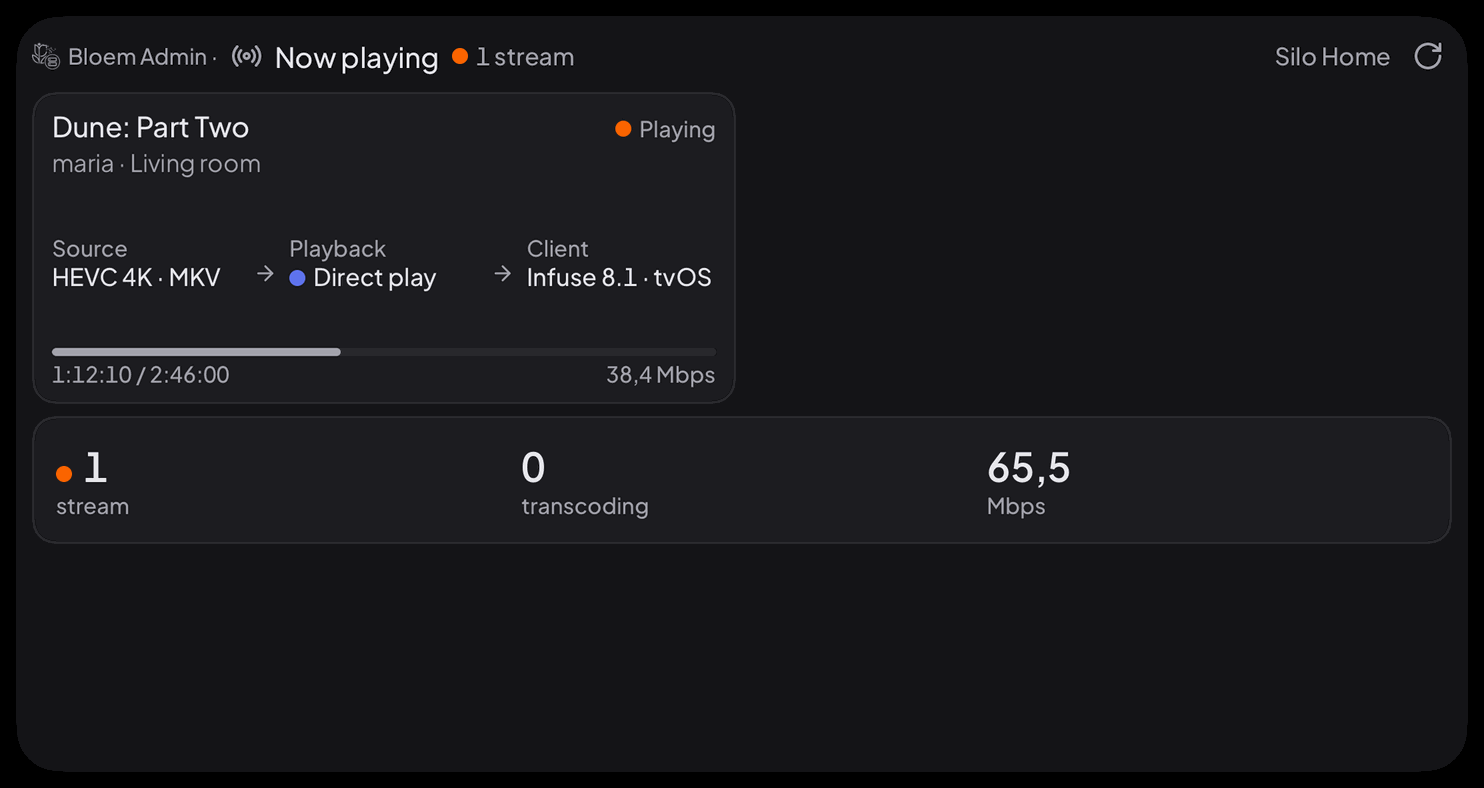 Bloem Admin · Now playing 1 stream Silo Home
Dune: Part Two Playing
maria · Living room
Source Playback Client
HEVC 4K · MKV → Direct play → Infuse 8.1 · tvOS
1:12:10 / 2:46:00 38,4 Mbps
1 0 65,5
stream transcoding Mbps